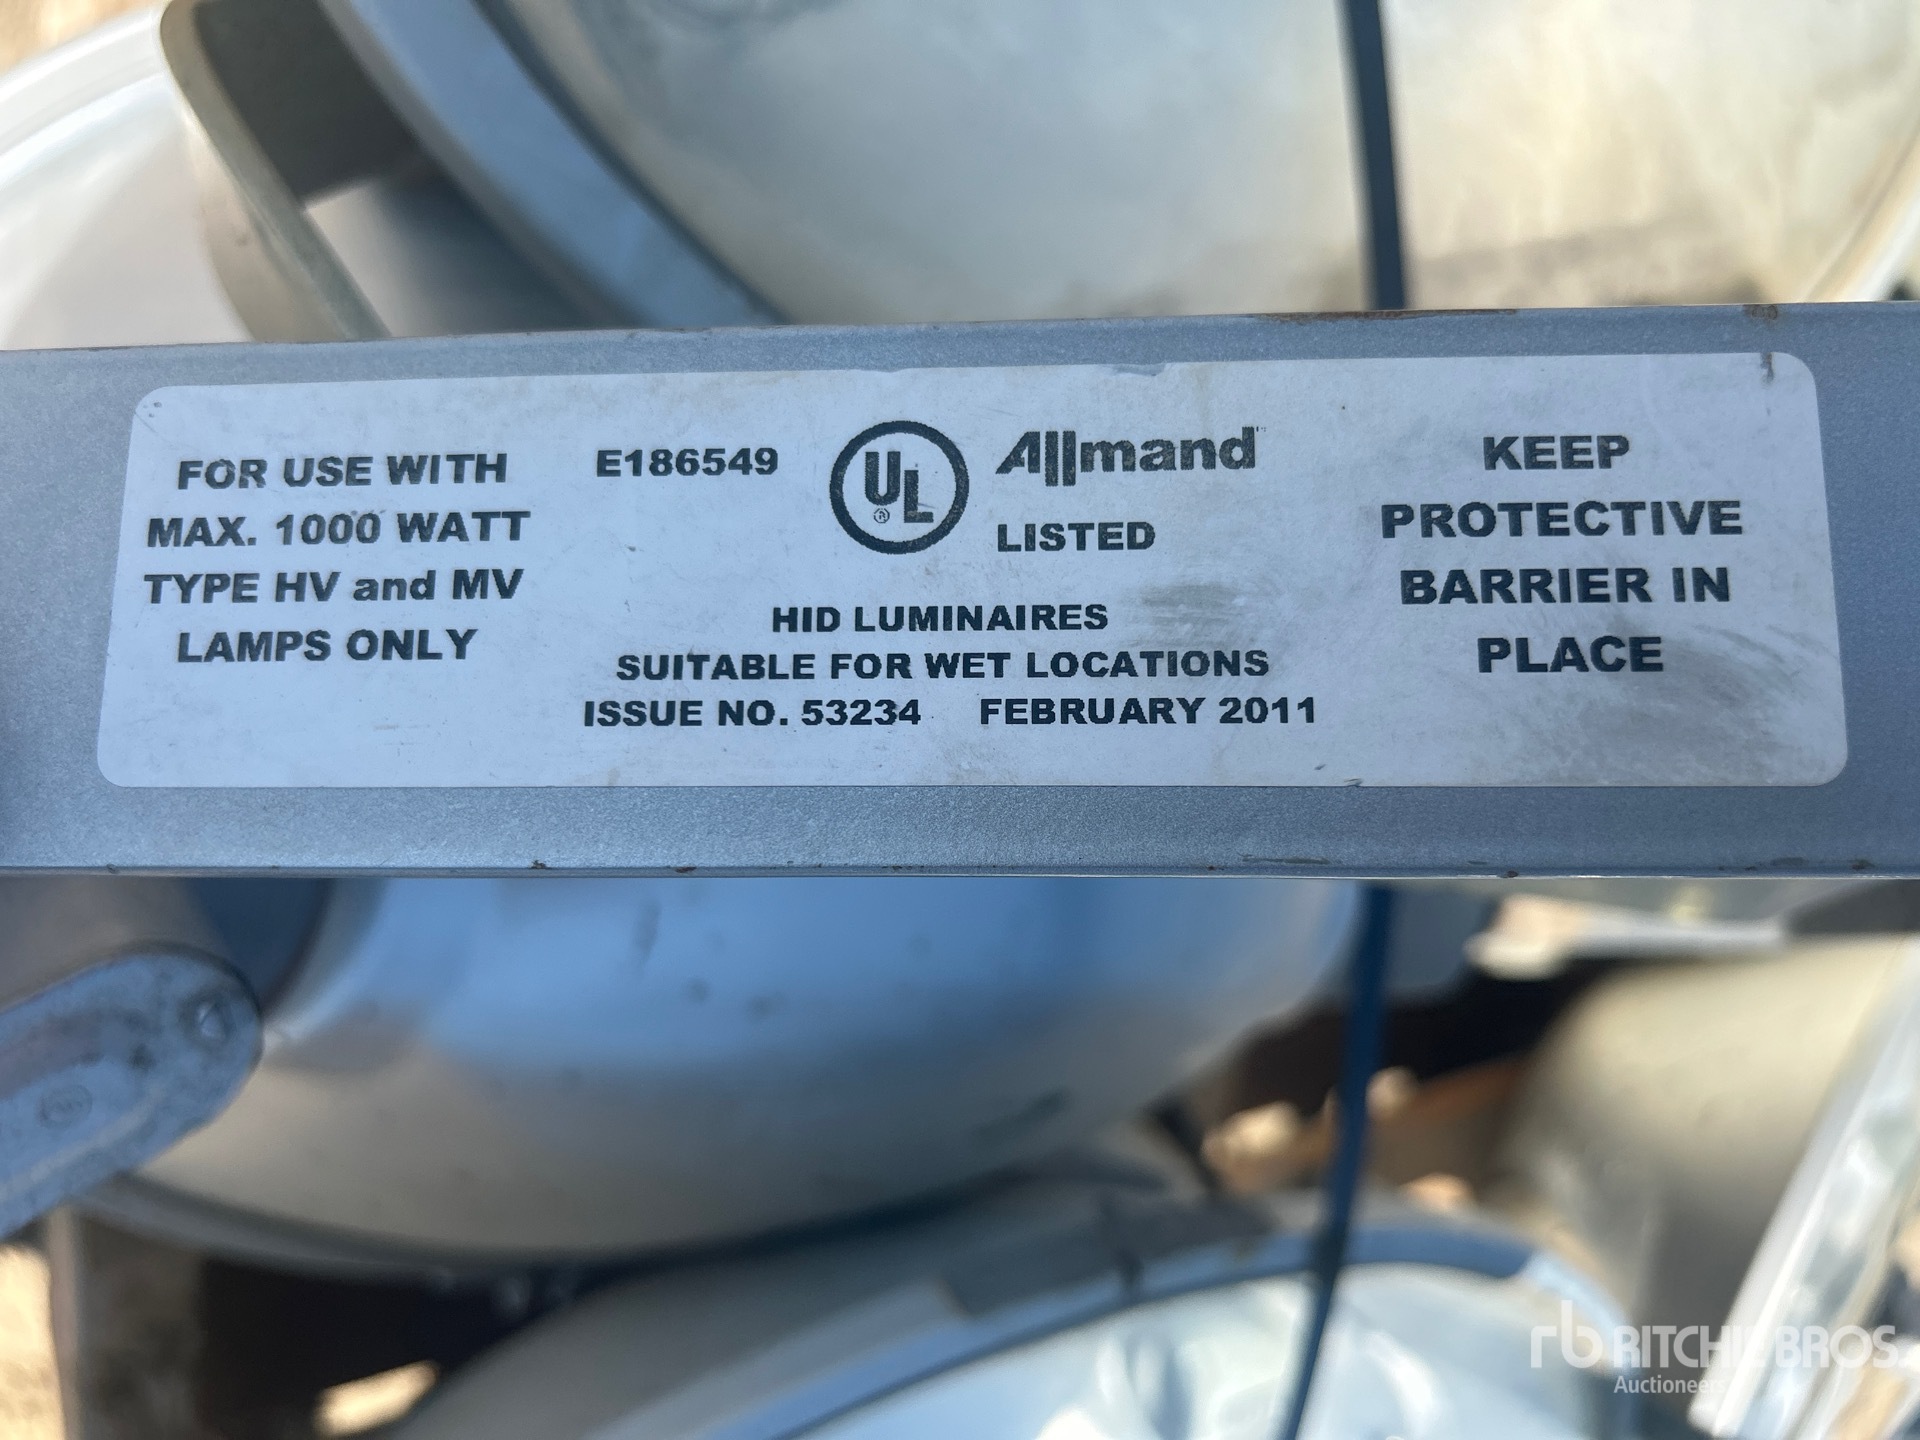 FOR USE WITH
MAX. 1000 WATT
TYPE HV and MV
LAMPS ONLY
E186549
UL
®
Allmand
LISTED
HID LUMINAIRES
SUITABLE FOR WET LOCATIONS
ISSUE NO. 53234 FEBRUARY 2011
KEEP
PROTECTIVE
BARRIER IN
PLACE
rb RITCHIE BROS.
Auctioneers